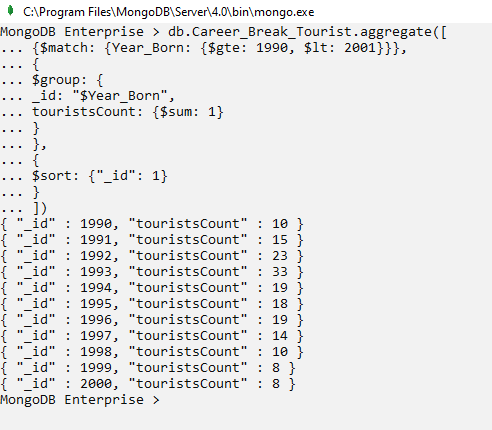 C:\Program Files\MongoDB\Server\4.0\bin\mongo.exe
MongoDB Enterprise > db.Career_Break_Tourist.aggregate([
... {$match: {Year_Born: {$gte: 1990, $lt: 2001}}},
... {
... $group: {
... _id: "$Year_Born",
... touristsCount: {$sum: 1}
... }
... },
... {
... $sort: {"_id": 1}
... }
... ])
{ "_id" : 1990, "touristsCount" : 10 }
{ "_id" : 1991, "touristsCount" : 15 }
{ "_id" : 1992, "touristsCount" : 23 }
{ "_id" : 1993, "touristsCount" : 33 }
{ "_id" : 1994, "touristsCount" : 19 }
{ "_id" : 1995, "touristsCount" : 18 }
{ "_id" : 1996, "touristsCount" : 19 }
{ "_id" : 1997, "touristsCount" : 14 }
{ "_id" : 1998, "touristsCount" : 10 }
{ "_id" : 1999, "touristsCount" : 8 }
{ "_id" : 2000, "touristsCount" : 8 }
MongoDB Enterprise >